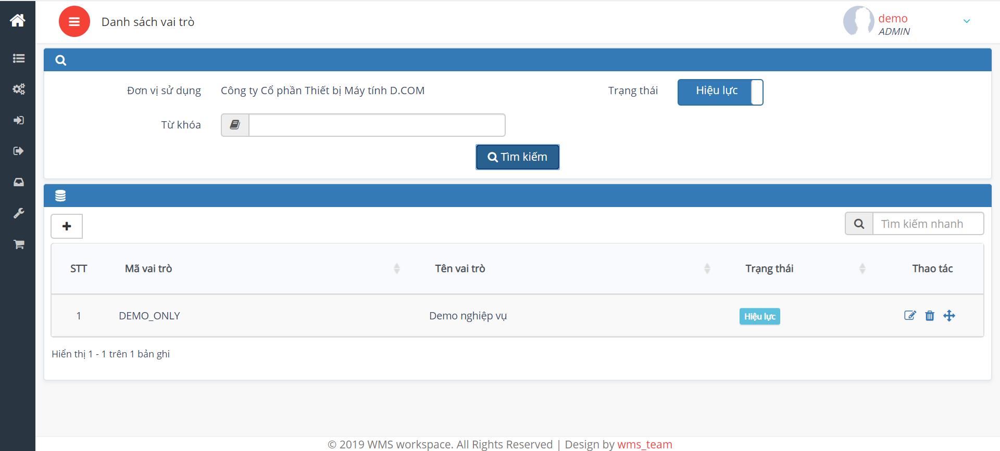 Danh sách vai trò
demo
ADMIN
Đơn vị sử dụng
Công ty Cổ phần Thiết bị Máy tính D.COM
Trạng thái
Hiệu lực
Từ khóa
Tìm kiếm
Tìm kiếm nhanh
STT Mã vai trò Tên vai trò Trạng thái Thao tác
1 DEMO_ONLY Demo nghiệp vụ Hiệu lực
Hiển thị 1 - 1 trên 1 bản ghi
© 2019 WMS workspace. All Rights Reserved | Design by wms_team